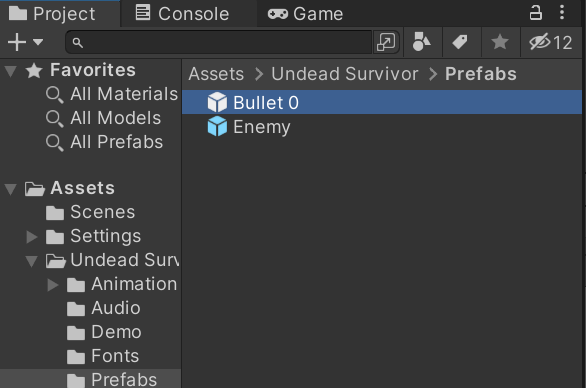 Project
Console
Game
12
Favorites
All Materials
All Models
All Prefabs
Assets
Scenes
Settings
Undead Surv
Animation
Audio
Demo
Fonts
Prefabs
Assets > Undead Survivor > Prefabs
Bullet 0
Enemy